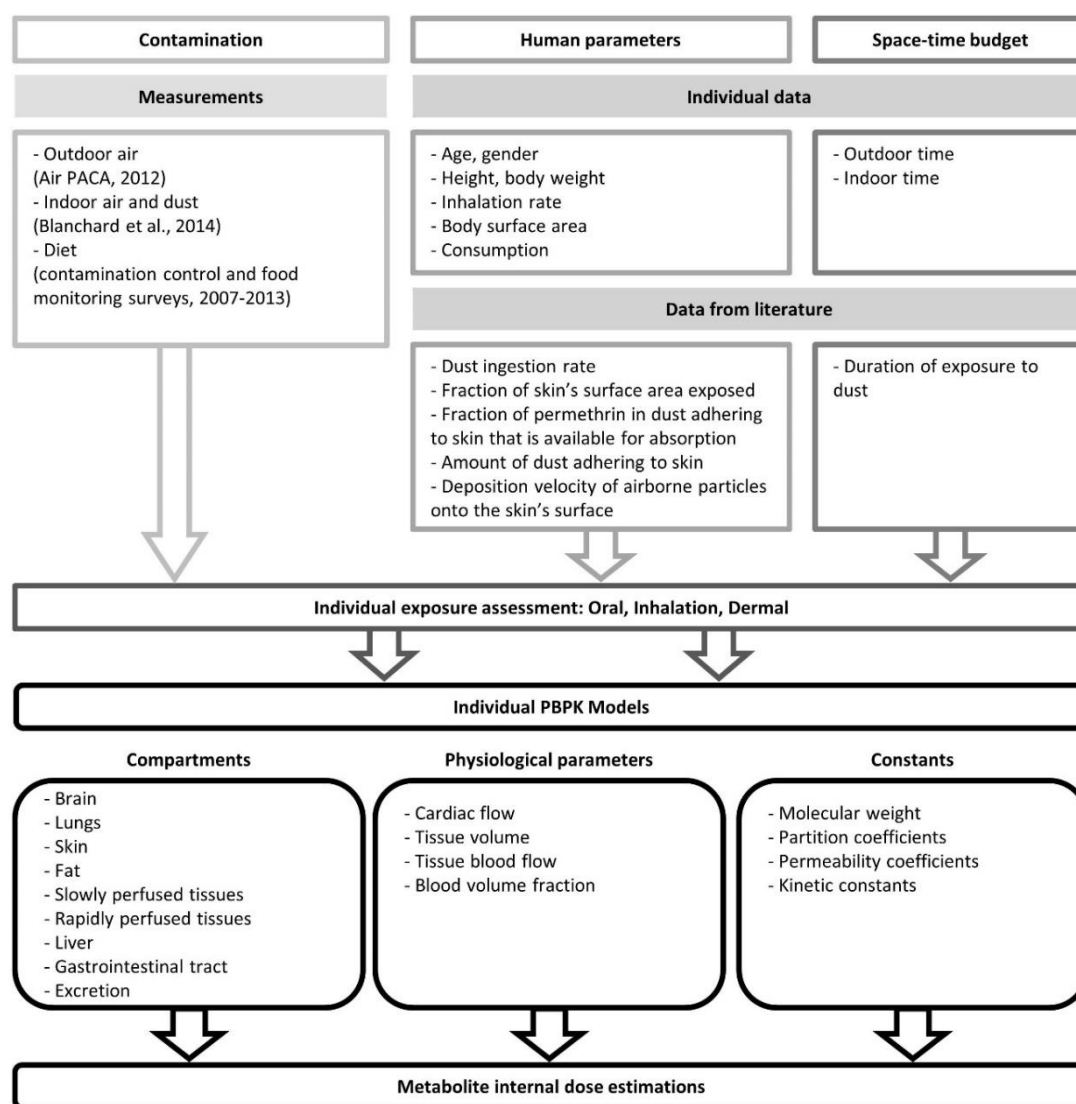 Contamination
Human parameters
Space-time budget
Measurements
Individual data
- Outdoor air
(Air PACA, 2012)
- Indoor air and dust
(Blanchard et al., 2014)
- Diet
(contamination control and food
monitoring surveys, 2007-2013)
- Age, gender
- Height, body weight
- Inhalation rate
- Body surface area
- Consumption
- Outdoor time
- Indoor time
Data from literature
- Dust ingestion rate
- Fraction of skin's surface area exposed
- Fraction of permethrin in dust adhering
to skin that is available for absorption
- Amount of dust adhering to skin
- Deposition velocity of airborne particles
onto the skin's surface
- Duration of exposure to
dust
Individual exposure assessment: Oral, Inhalation, Dermal
Individual PBPK Models
Compartments
- Brain
- Lungs
- Skin
- Fat
- Slowly perfused tissues
- Rapidly perfused tissues
- Liver
- Gastrointestinal tract
- Excretion
Physiological parameters
- Cardiac flow
- Tissue volume
- Tissue blood flow
- Blood volume fraction
Constants
- Molecular weight
- Partition coefficients
- Permeability coefficients
- Kinetic constants
Metabolite internal dose estimations